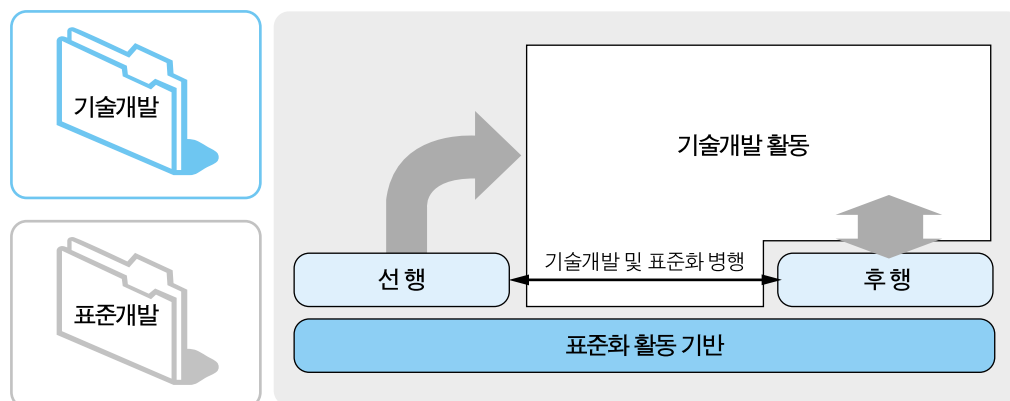 기술개발
기술개발 활동
기술개발 및 표준화 병행
선행
후행
표준개발
표준화 활동 기반